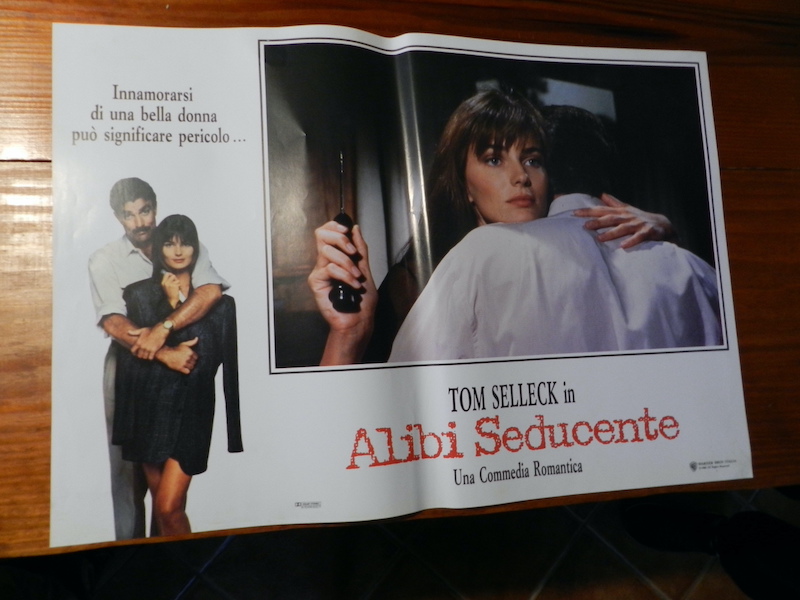 Innamorarsi
di una bella donna
può significare pericolo ...
TOM SELLECK in
Alibi Seducente
Una Commedia Romantica